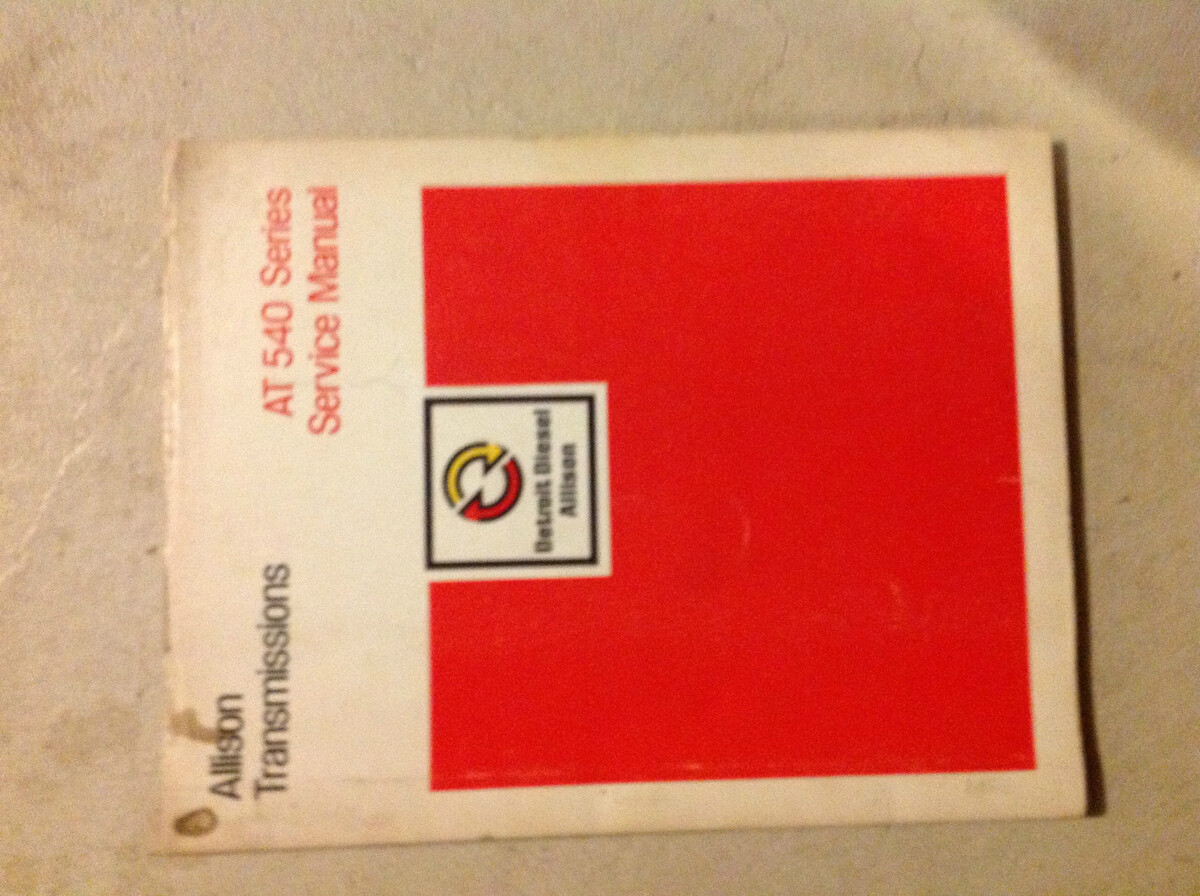 Allison
Transmissions
AT 540 Series
Service Manual
Detroit Diesel
Allison